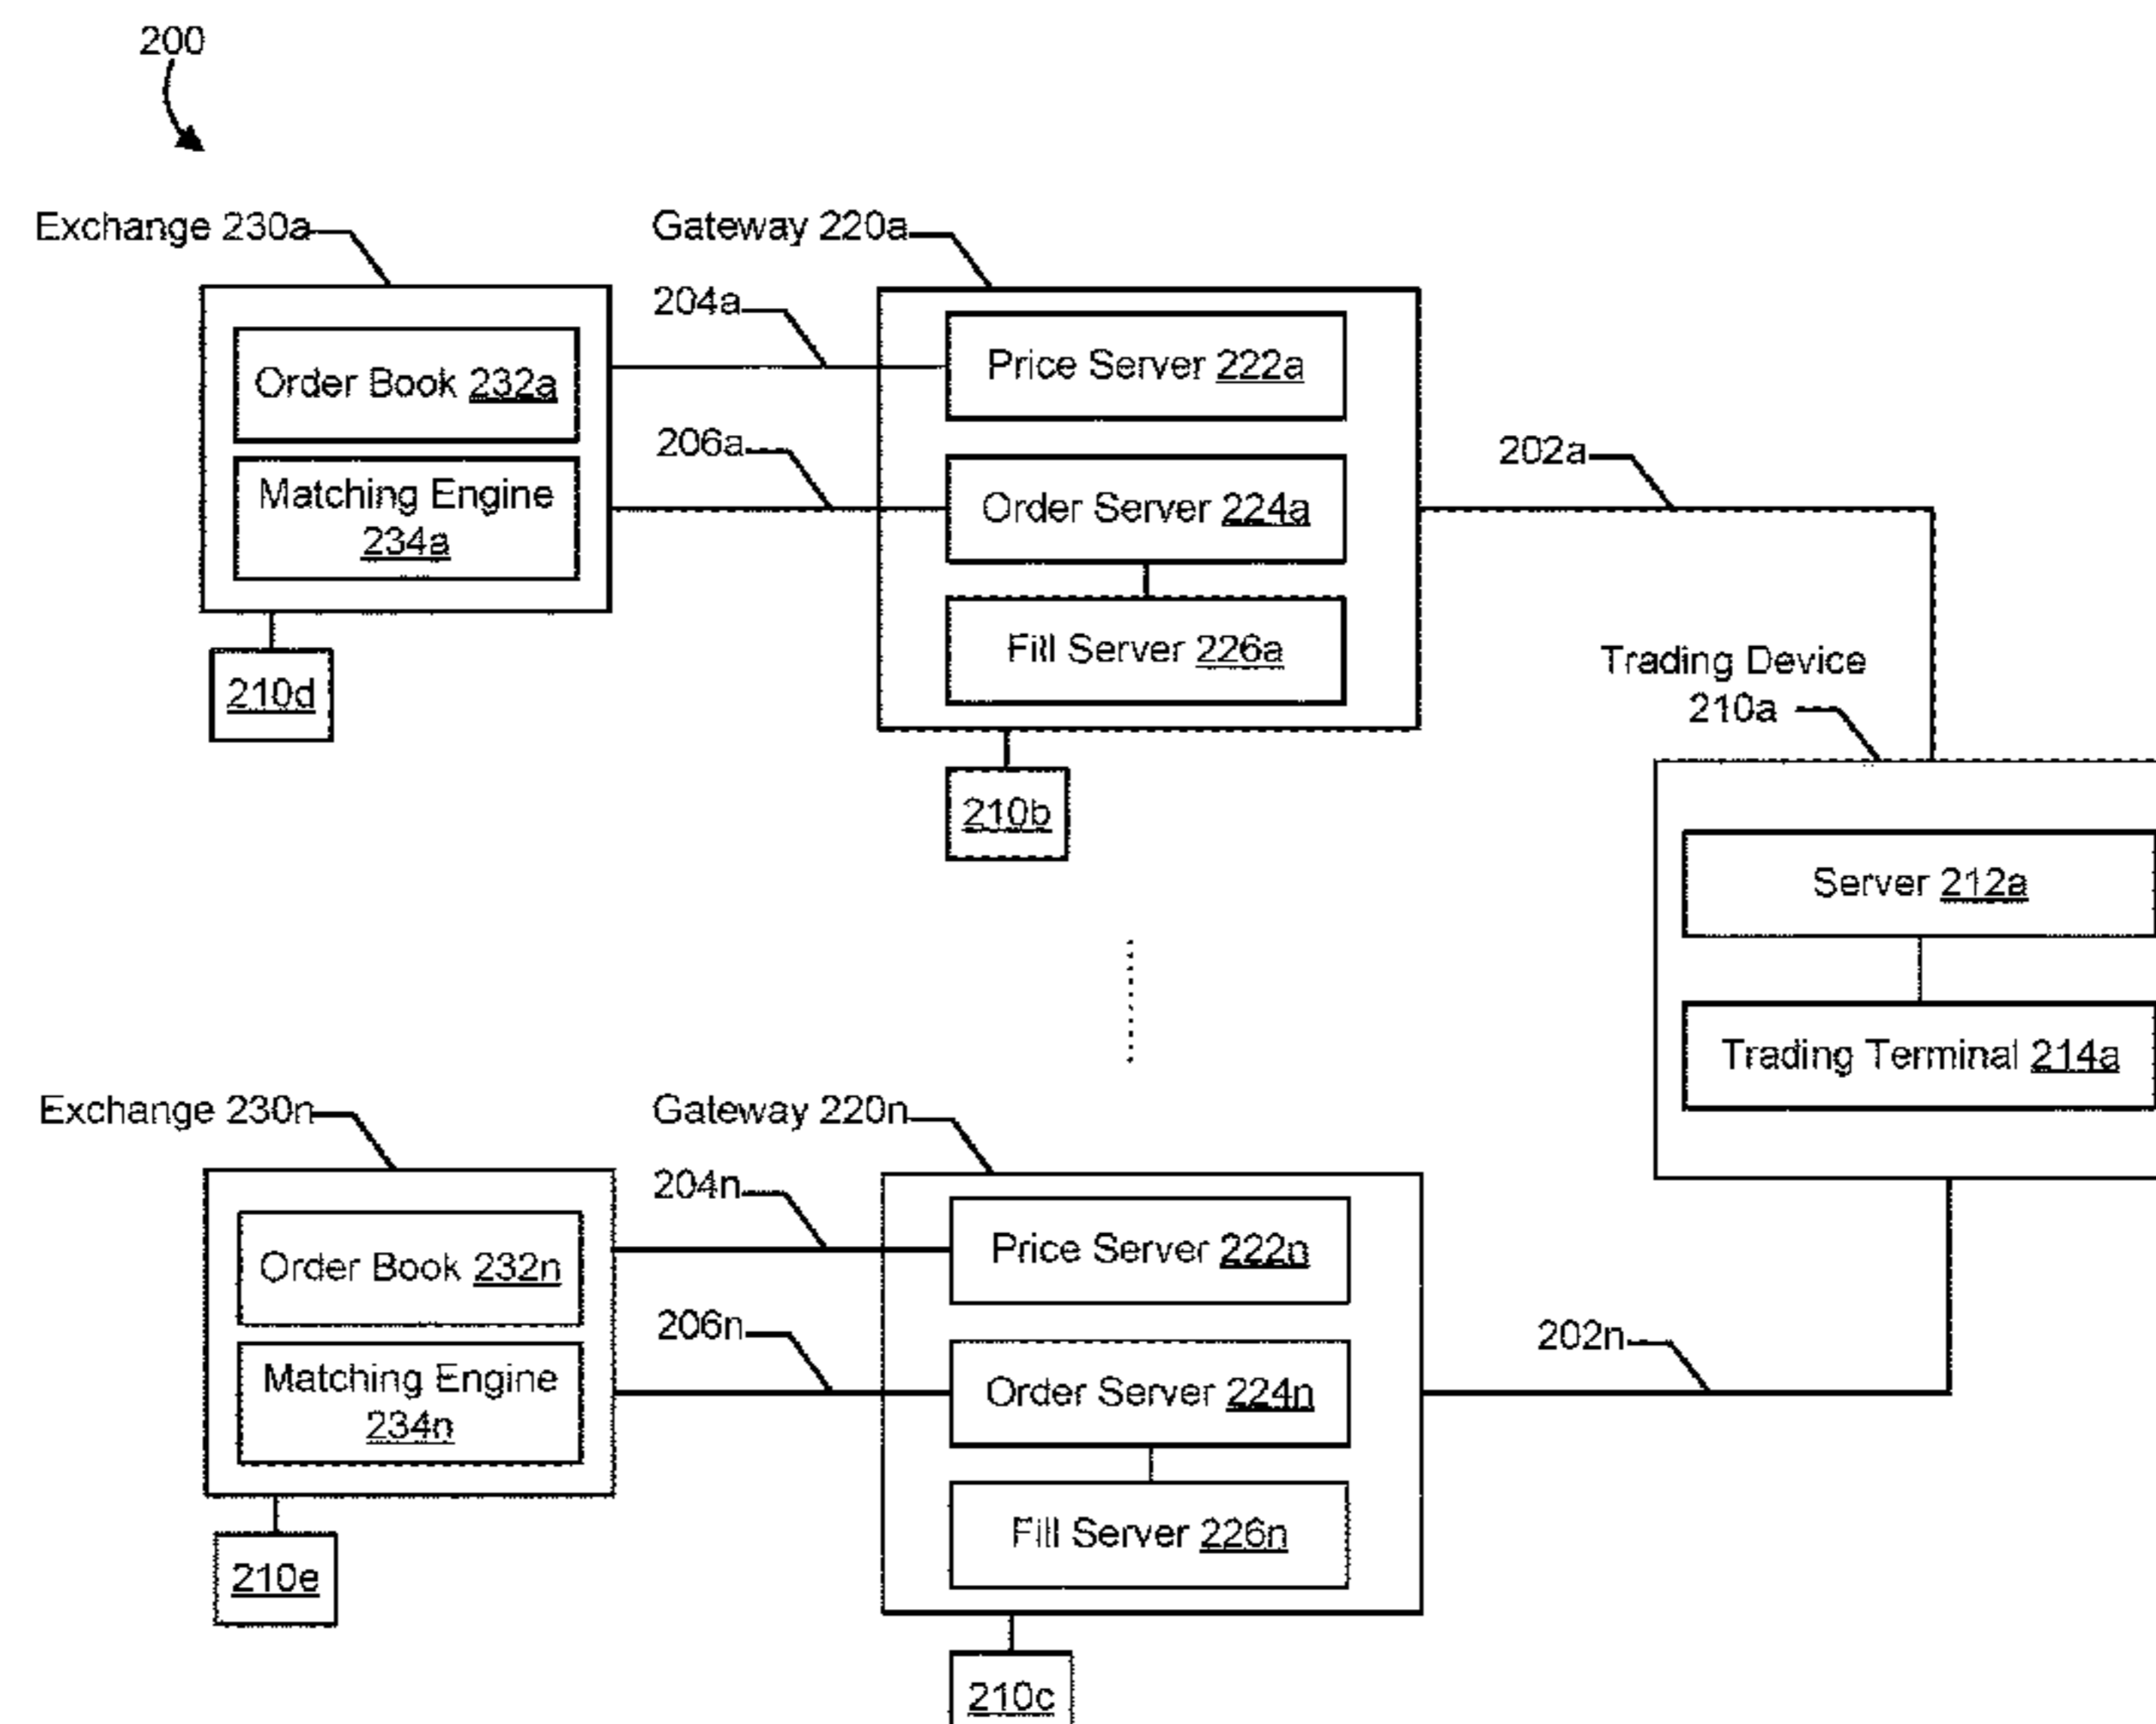 200
Exchange 230a
Gateway 220a
204a
Order Book 232a
Price Server 222a
206a
202a
Matching Engine
234a
Order Server 224a
Fill Server 226a
210d
Trading Device
210a
210b
Server 212a
Trading Terminal 214a
Exchange 230n
Gateway 220n
204n
Order Book 232n
Price Server 222n
206n
202n
Matching Engine
234n
Order Server 224n
Fill Server 226n
210e
210c